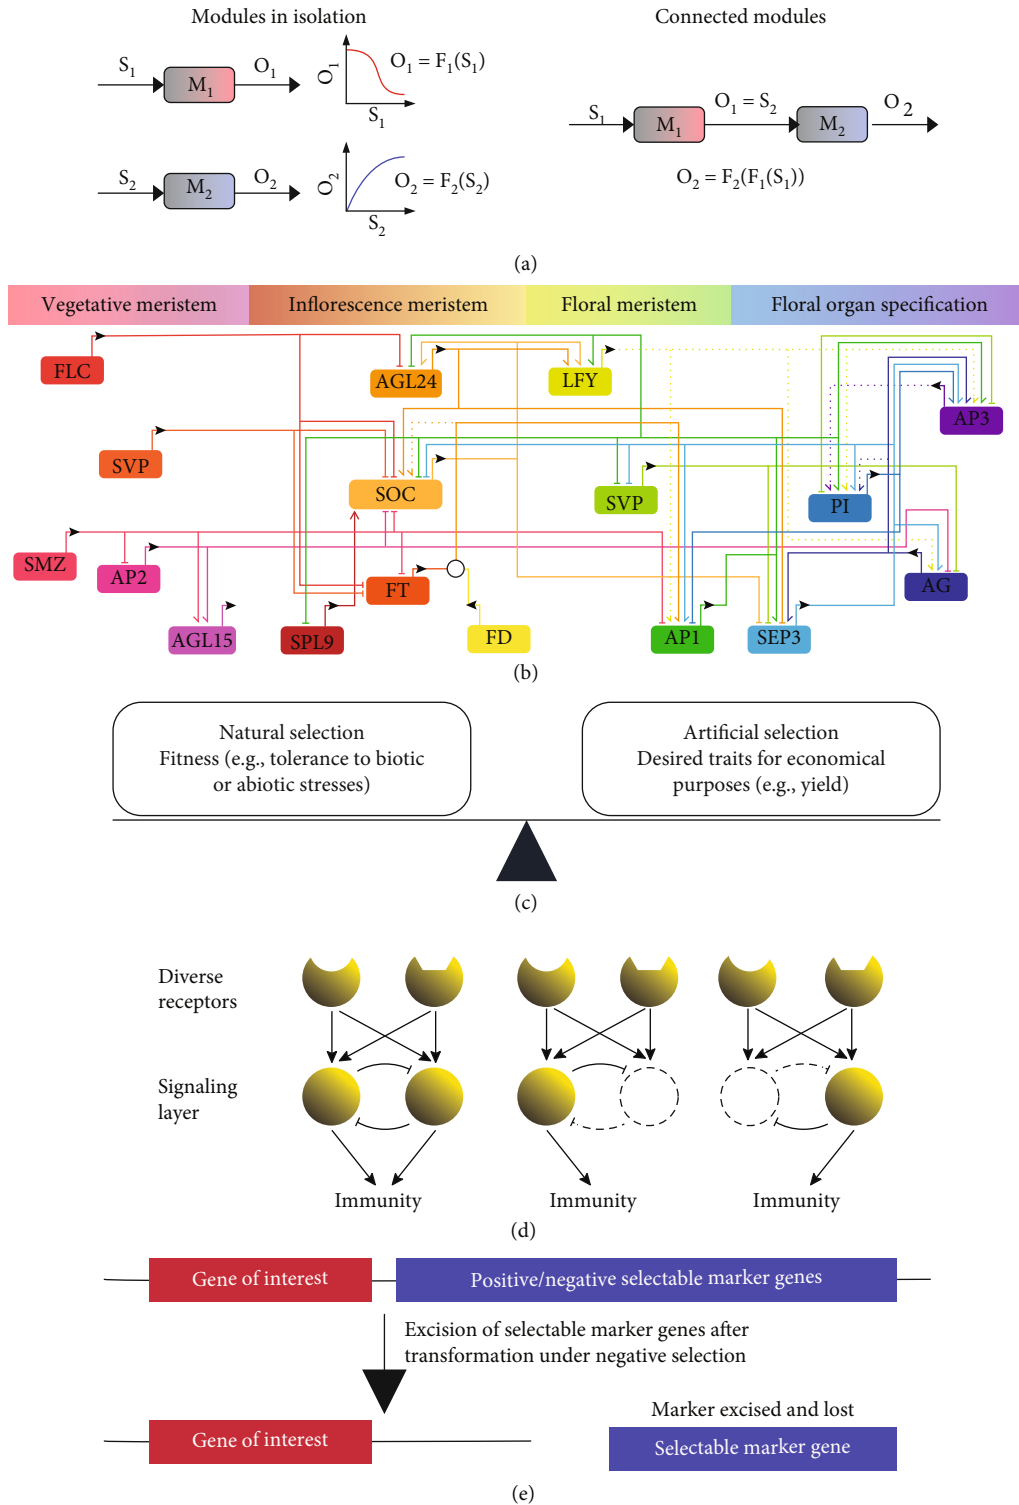 Modules in isolation
Connected modules
S1 M1 O1
O1 S1 O1 = F1(S1)
S2 M2 O2
O2 S2 O2 = F2(S2)
S1 M1 O1 = S2 M2 O2
O2 = F2(F1(S1))
(a)
Vegetative meristem Inflorescence meristem Floral meristem Floral organ specification
FLC AGL24 LFY AP3
SVP SOC SVP PI
SMZ AP2 FT AG
AGL15 SPL9 FD AP1 SEP3
(b)
Natural selection
Fitness (e.g., tolerance to biotic
or abiotic stresses)
Artificial selection
Desired traits for economical
purposes (e.g., yield)
(c)
Diverse
receptors
Signaling
layer
Immunity Immunity Immunity
(d)
Gene of interest Positive/negative selectable marker genes
Excision of selectable marker genes after
transformation under negative selection
Marker excised and lost
Gene of interest Selectable marker gene
(e)